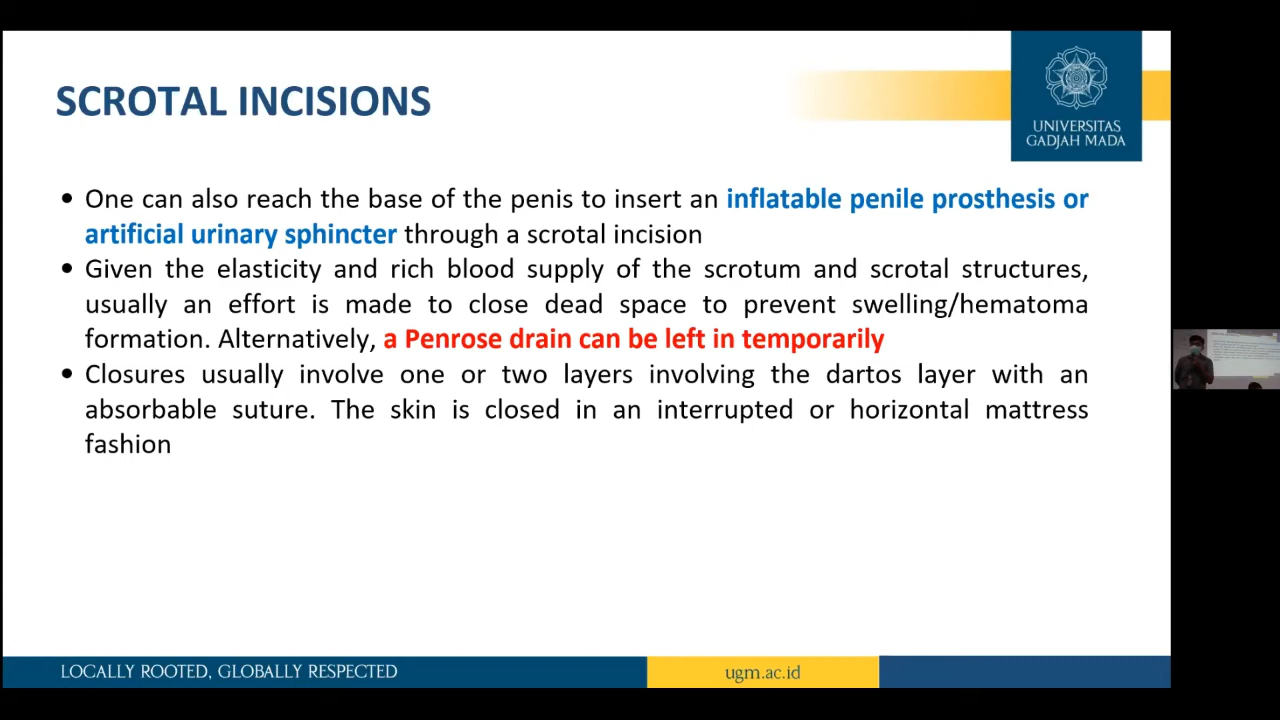 SCROTAL INCISIONS
UNIVERSITAS
GADJAH MADA
• One can also reach the base of the penis to insert an inflatable penile prosthesis or
artificial urinary sphincter through a scrotal incision
• Given the elasticity and rich blood supply of the scrotum and scrotal structures,
usually an effort is made to close dead space to prevent swelling/hematoma
formation. Alternatively, a Penrose drain can be left in temporarily
• Closures usually involve one or two layers involving the dartos layer with an
absorbable suture. The skin is closed in an interrupted or horizontal mattress
fashion
LOCALLY ROOTED, GLOBALLY RESPECTED
ugm.ac.id